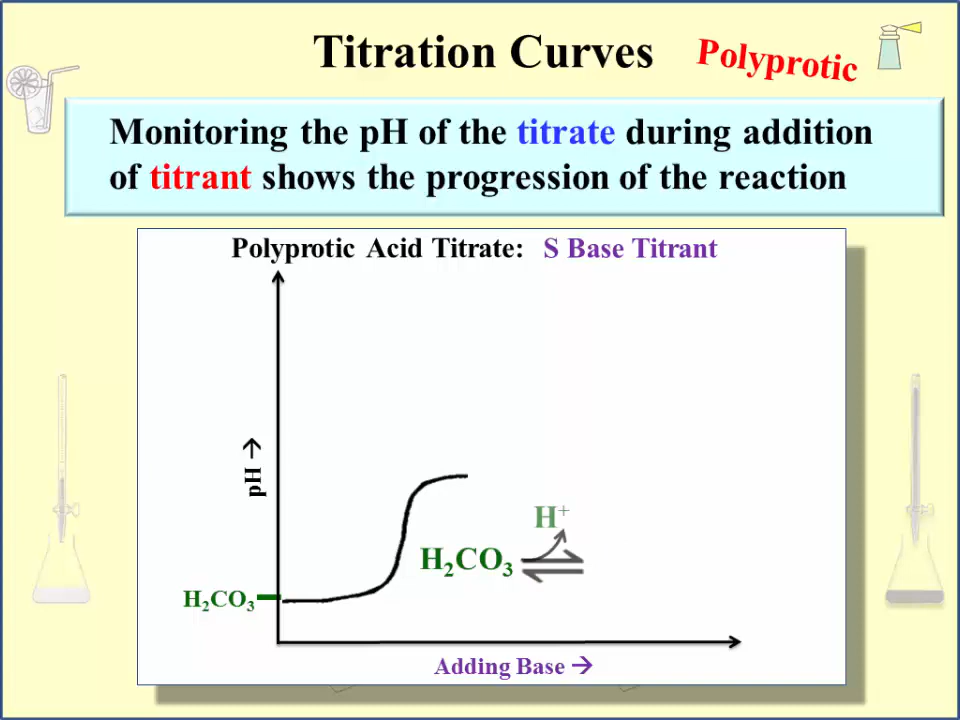 Titration Curves
Polyprotic
Monitoring the pH of the titrate during addition
of titrant shows the progression of the reaction
Polyprotic Acid Titrate: S Base Titrant
pH →
H⁺
H₂CO₃
H₂CO₃
Adding Base →